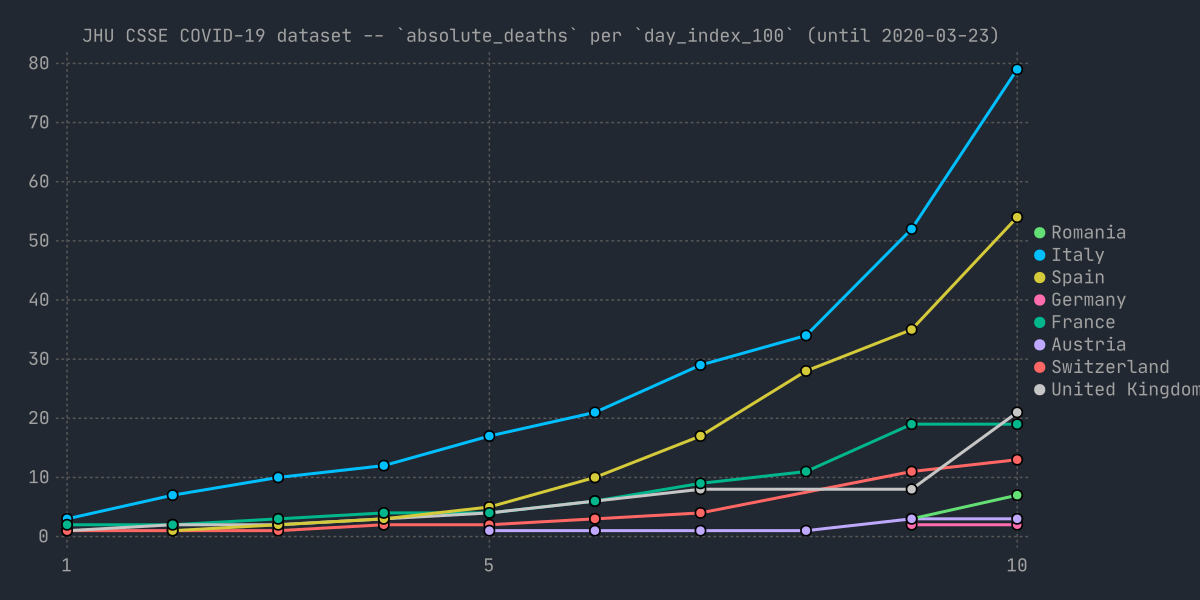 JHU CSSE COVID-19 dataset -- `absolute_deaths` per `day_index_100` (until 2020-03-23)
80
70
60
50
40
30
20
10
0
1 5 10
Romania
Italy
Spain
Germany
France
Austria
Switzerland
United Kingdom